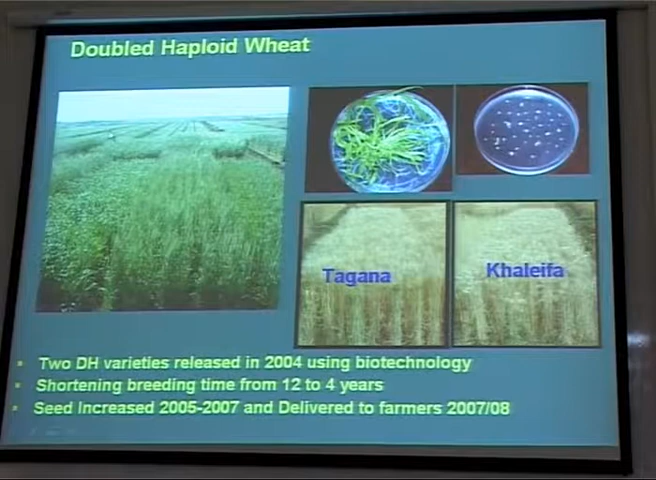 Doubled Haploid Wheat
Tagana
Khaleifa
Two DH varieties released in 2004 using biotechnology
Shortening breeding time from 12 to 4 years
Seed Increased 2005-2007 and Delivered to farmers 2007/08